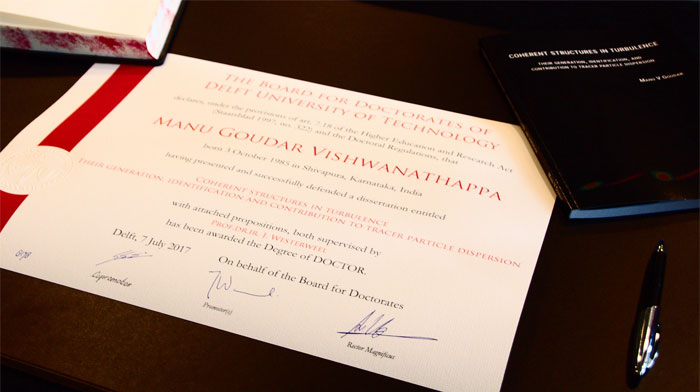 The Board for Doctorates of
Delft University of Technology
declares, under the provisions of art. 7.18 of the Higher Education and Research Act
(Staatsblad 1997, no. 322) and the Doctoral Regulations, that
Manu Goudar Vishwanathappa
born 3 October 1985 in Shivapura, Karnataka, India
having presented and successfully defended a dissertation entitled
Coherent structures in turbulence
Their generation, identification and contribution to tracer particle dispersion
with attached propositions, both supervised by
Prof.dr.ir. J. Westerweel
has been awarded the Degree of DOCTOR.
Delft, 7 July 2017
On behalf of the Board for Doctorates
Copromotor
Promotor(s)
Rector Magnificus
COHERENT STRUCTURES IN TURBULENCE
THEIR GENERATION, IDENTIFICATION, AND
CONTRIBUTION TO TRACER PARTICLE DISPERSION
Manu V Goudar